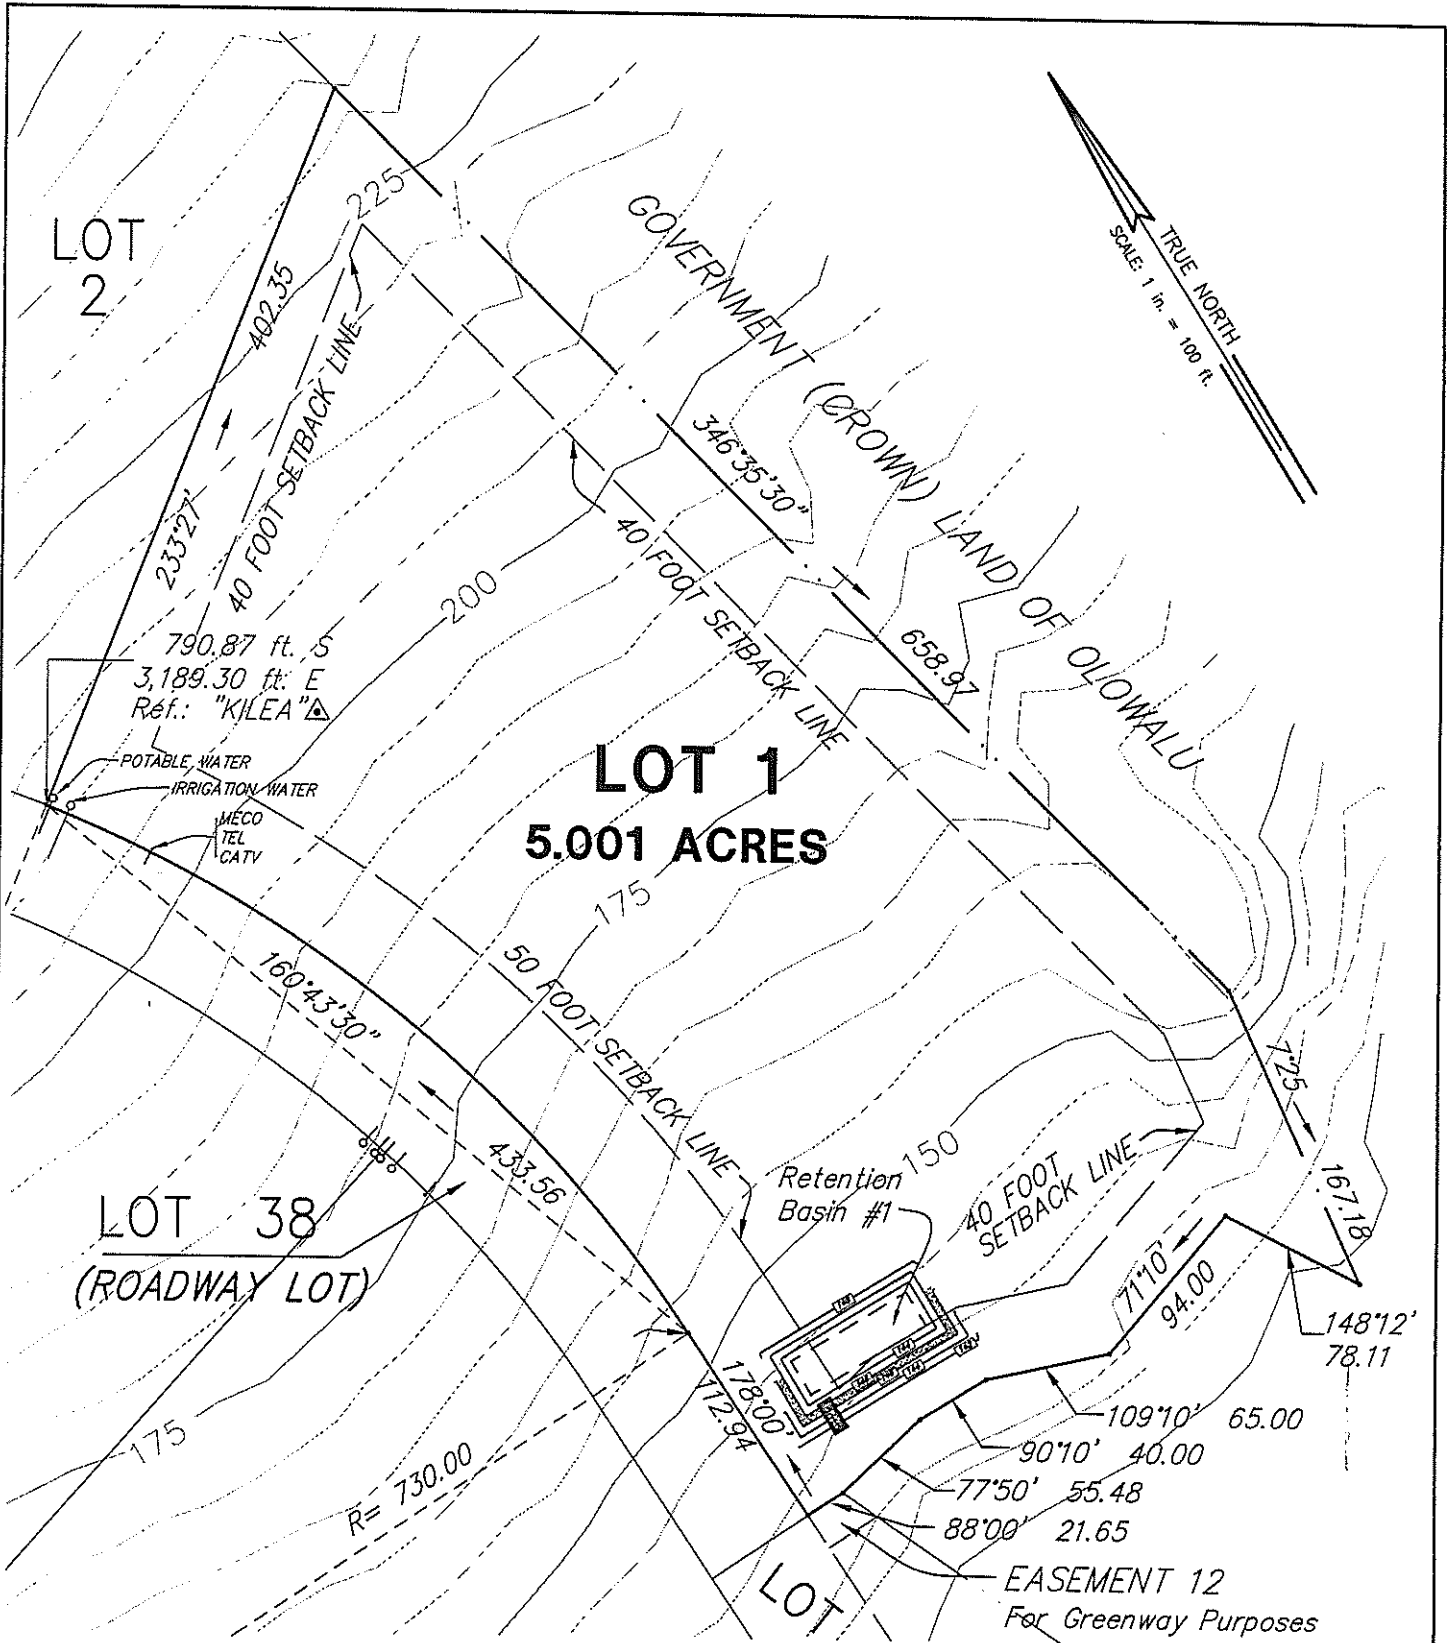 LOT
2
225
402.35
233°27'
40 FOOT SETBACK LINE
GOVERNMENT (CROWN) LAND OF OLOWALU
TRUE NORTH
SCALE: 1 in. = 100 ft.
346°35'30"
658.97
40 FOOT SETBACK LINE
200
790.87 ft. S
3,189.30 ft. E
Ref.: "KILEA"
POTABLE WATER
IRRIGATION WATER
MECO
TEL
CATV
LOT 1
5.001 ACRES
175
50 FOOT SETBACK LINE
160°43'30"
433.56
7°25'
167.18
150
Retention
Basin #1
40 FOOT
SETBACK LINE
LOT 38
(ROADWAY LOT)
71°10'
94.00
148°12'
78.11
178°00'
112.94
109°10' 65.00
90°10' 40.00
77°50' 55.48
88°00' 21.65
175
R= 730.00
EASEMENT 12
For Greenway Purposes
LOT